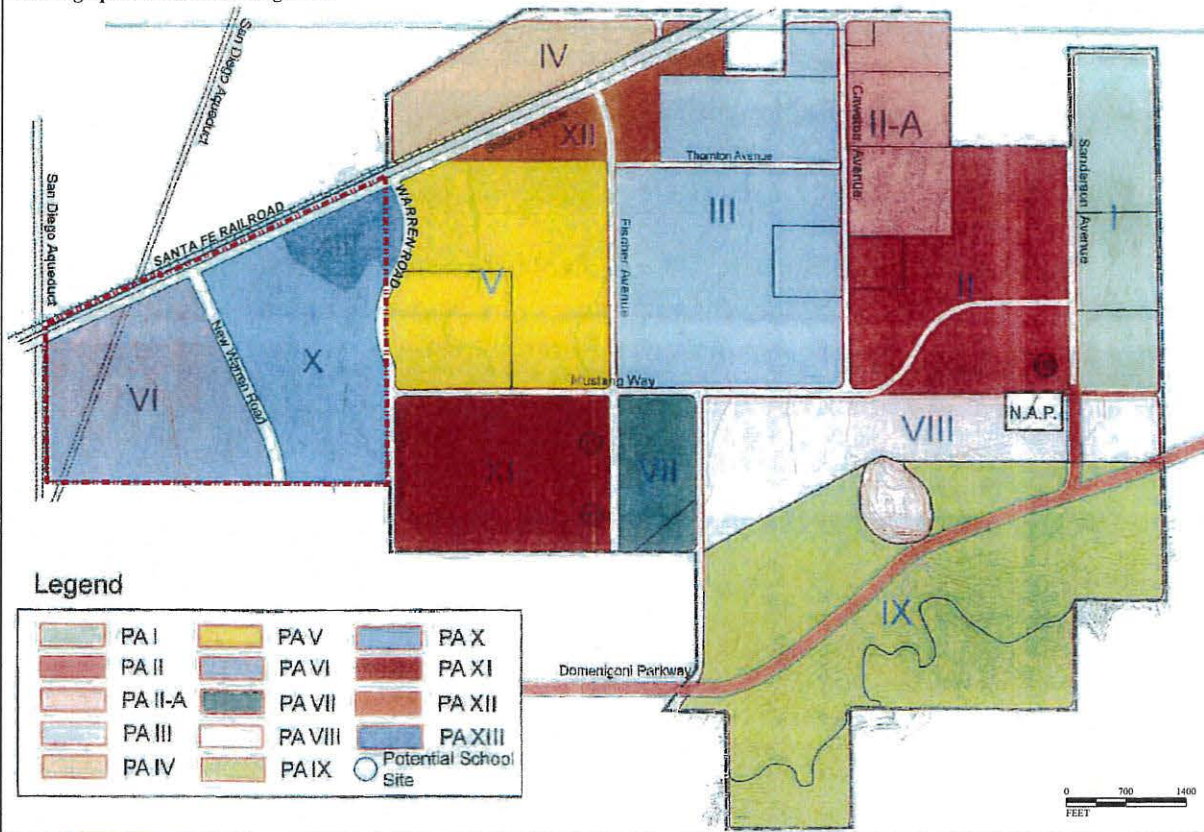 San Diego Aqueduct
San Diego Aqueduct
SANTA FE RAILROAD
WARREN ROAD
New Warren Road
Fischer Avenue
Thornton Avenue
Cawston Avenue
Sanderson Avenue
Mustang Way
Domenigoni Parkway
IV
XII
II-A
III
I
V
II
X
VI
VIII
N.A.P.
XI
VII
IX
Legend
PA I
PA V
PA X
PA II
PA VI
PA XI
PA II-A
PA VII
PA XII
PA III
PA VIII
PA XIII
PA IV
PA IX
Potential School
Site
0 700 1400
FEET